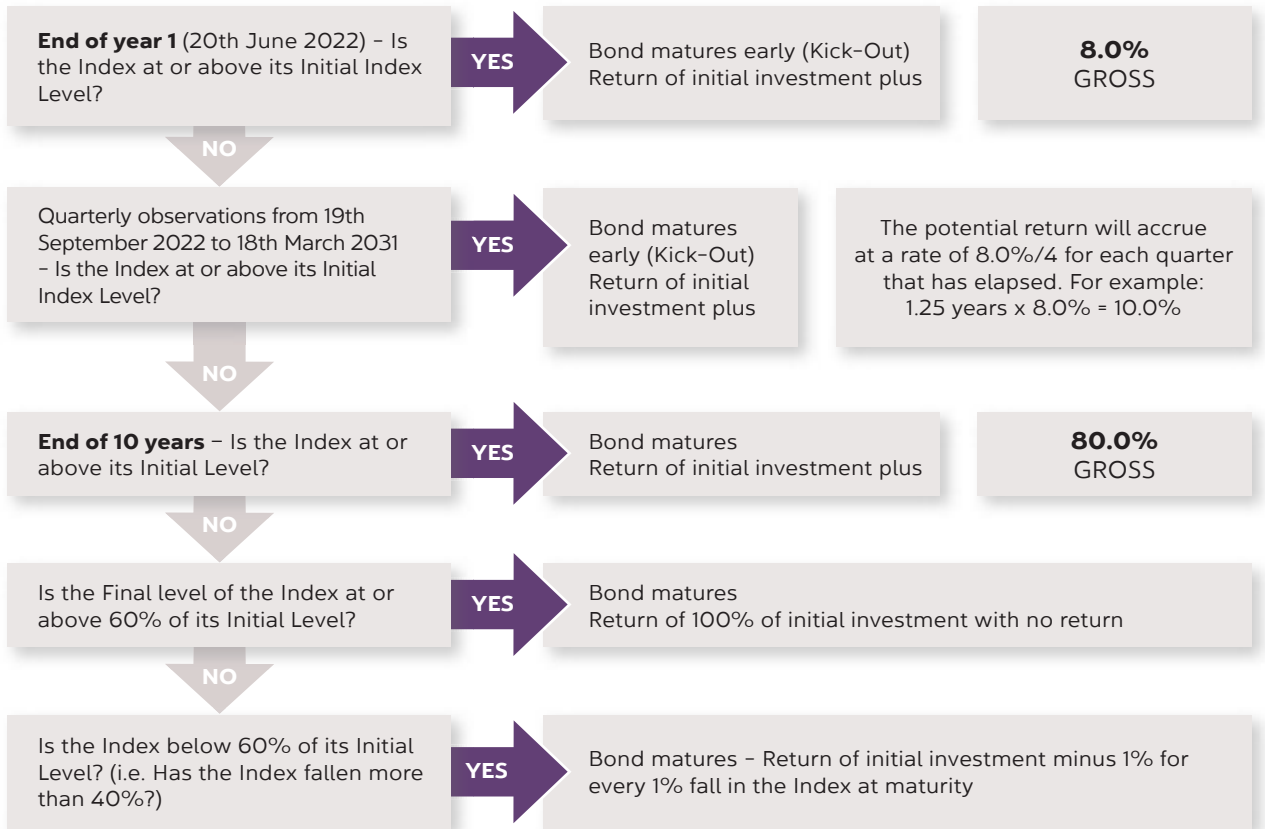 End of year 1 (20th June 2022) – Is
the Index at or above its Initial Index
Level?
YES
Bond matures early (Kick-Out)
Return of initial investment plus
8.0%
GROSS
NO
Quarterly observations from 19th
September 2022 to 18th March 2031
– Is the Index at or above its Initial
Index Level?
YES
Bond matures
early (Kick-Out)
Return of initial
investment plus
The potential return will accrue
at a rate of 8.0%/4 for each quarter
that has elapsed. For example:
1.25 years x 8.0% = 10.0%
NO
End of 10 years – Is the Index at or
above its Initial Level?
YES
Bond matures
Return of initial investment plus
80.0%
GROSS
NO
Is the Final level of the Index at or
above 60% of its Initial Level?
YES
Bond matures
Return of 100% of initial investment with no return
NO
Is the Index below 60% of its Initial
Level? (i.e. Has the Index fallen more
than 40%?)
YES
Bond matures – Return of initial investment minus 1% for
every 1% fall in the Index at maturity